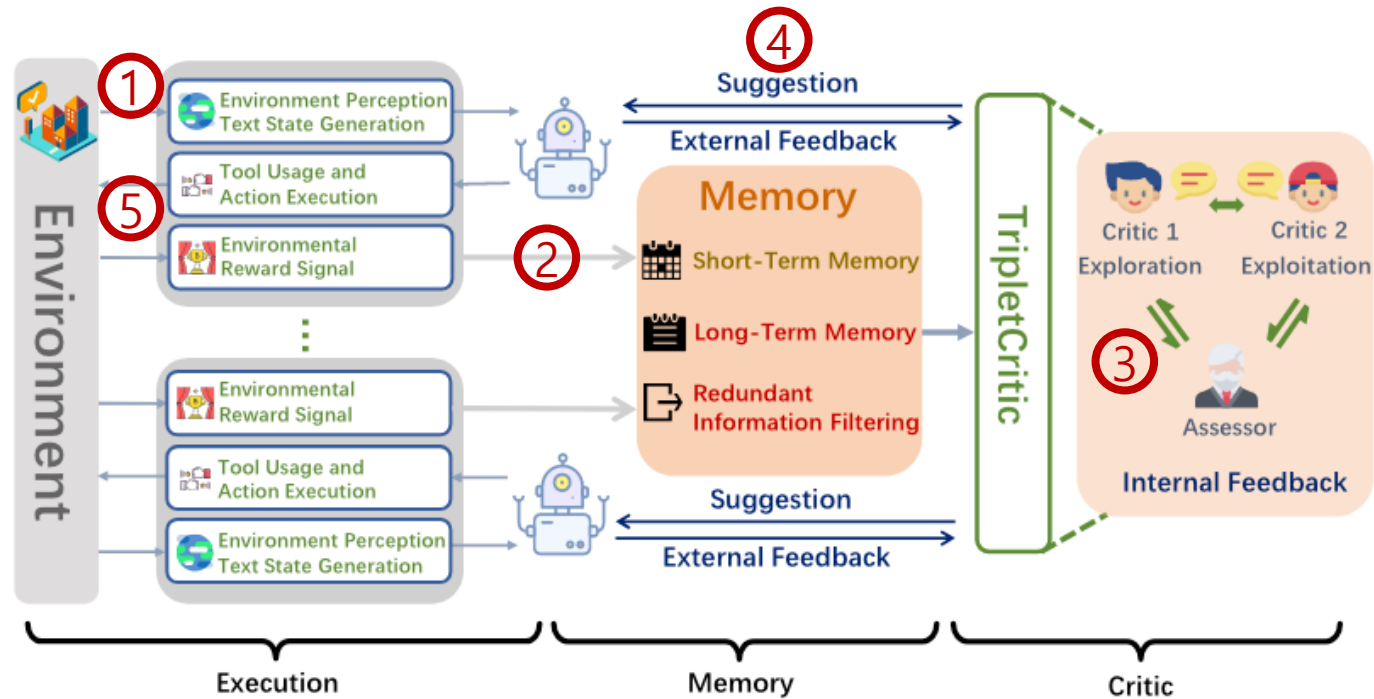 1
Environment Perception
Text State Generation
4
Suggestion
External Feedback
Environment
Tool Usage and
Action Execution
5
Environmental
Reward Signal
2
Memory
Short-Term Memory
Long-Term Memory
Redundant
Information Filtering
TripletCritic
Critic 1
Exploration
Critic 2
Exploitation
3
Assessor
Internal Feedback
Environmental
Reward Signal
Tool Usage and
Action Execution
Environment Perception
Text State Generation
Suggestion
External Feedback
Execution
Memory
Critic